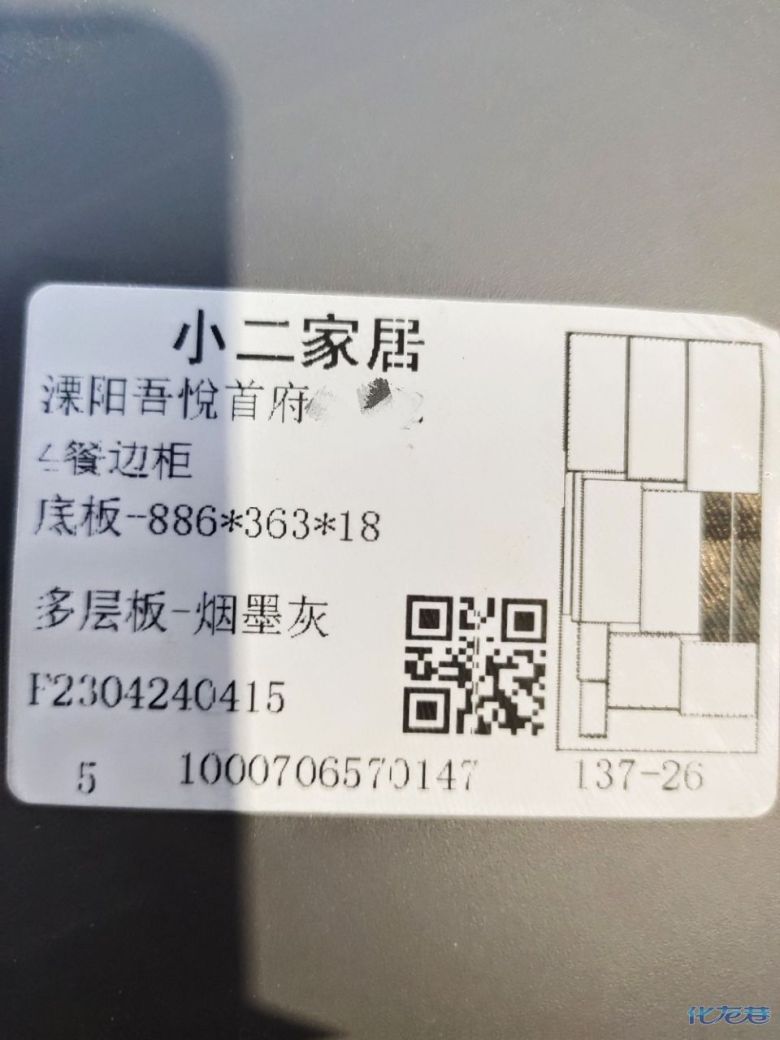 小二家居
溧阳吾悦首府
餐边柜
底板-886*363*18
多层板-烟墨灰
F2304240415
5 1000706570147 137-26
化龙巷